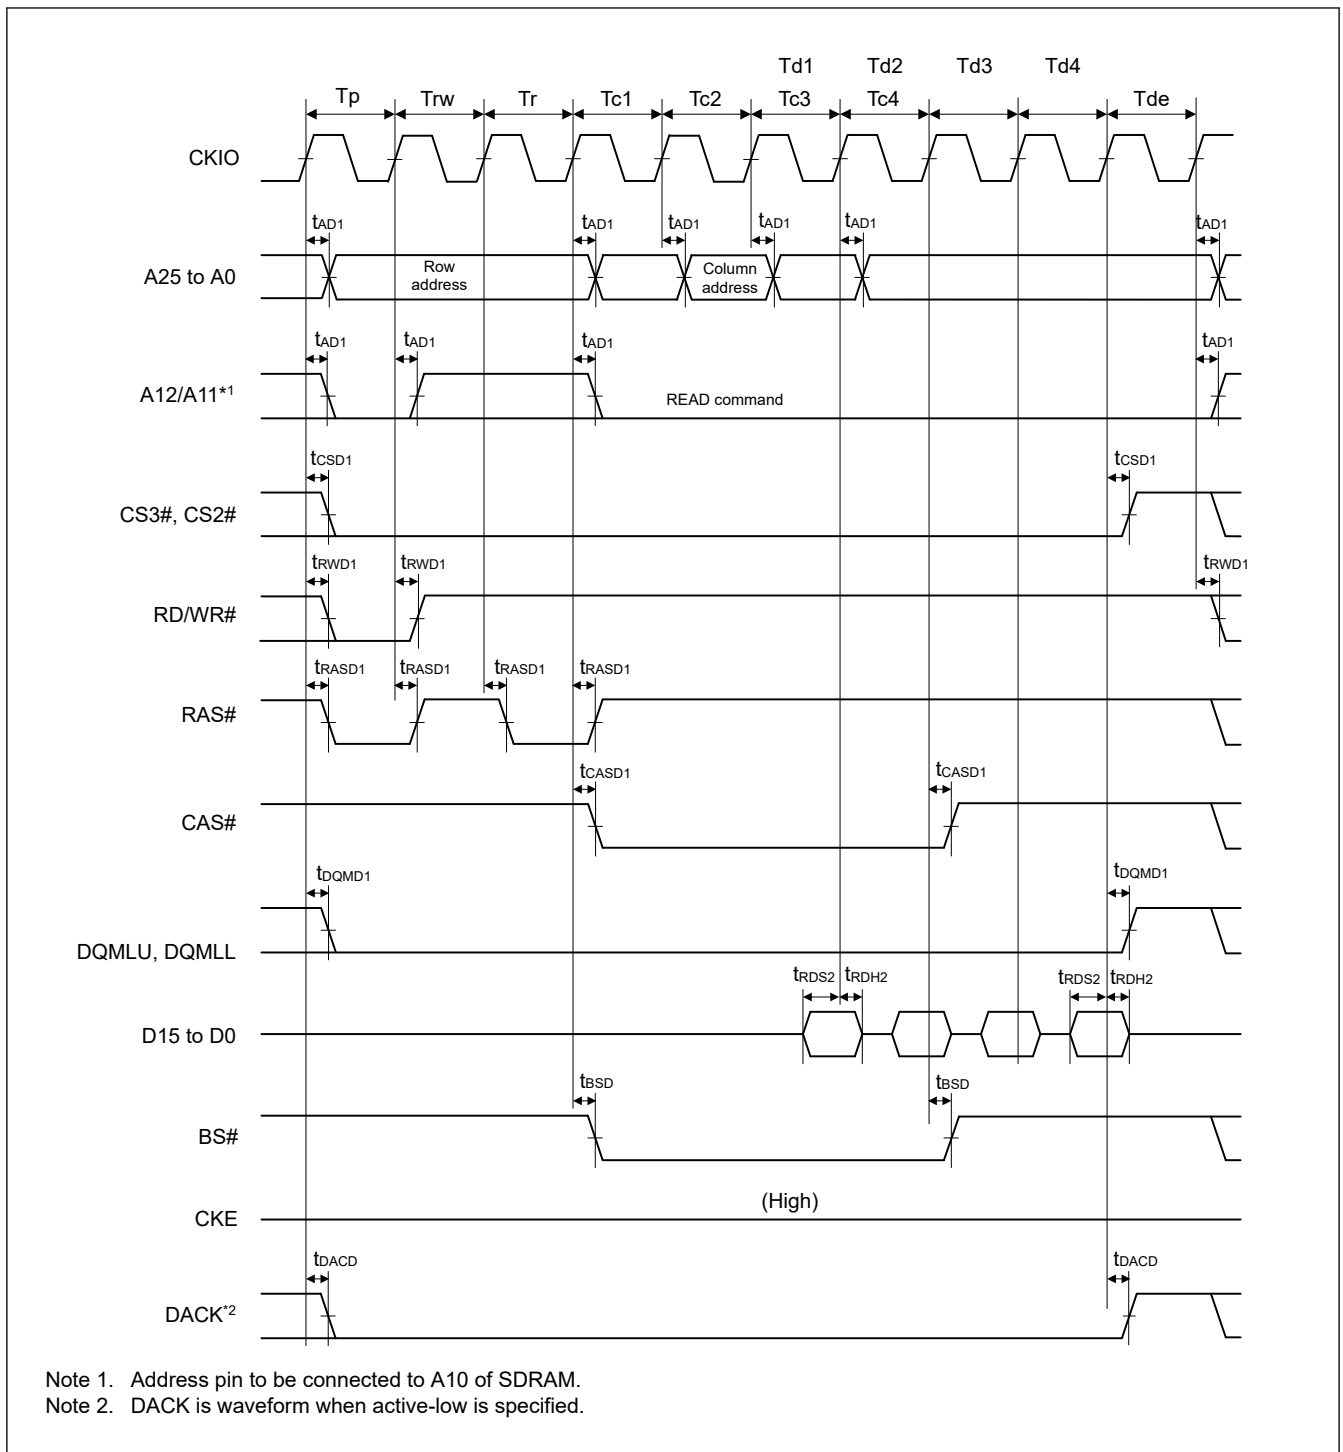 Td1 Td2 Td3 Td4
Tp Trw Tr Tc1 Tc2 Tc3 Tc4 Tde
CKIO
tAD1 tAD1 tAD1 tAD1 tAD1 tAD1
A25 to A0
Row address
Column address
tAD1 tAD1 tAD1 tAD1
A12/A11*1
READ command
tCSD1 tCSD1
CS3#, CS2#
tRWD1 tRWD1 tRWD1
RD/WR#
tRASD1 tRASD1 tRASD1 tRASD1
RAS#
tCASD1 tCASD1
CAS#
tDQMD1 tDQMD1
DQMLU, DQMLL
tRDS2 tRDH2 tRDS2 tRDH2
D15 to D0
tBSD tBSD
BS#
(High)
CKE
tDACD tDACD
DACK*2
Note 1. Address pin to be connected to A10 of SDRAM.
Note 2. DACK is waveform when active-low is specified.